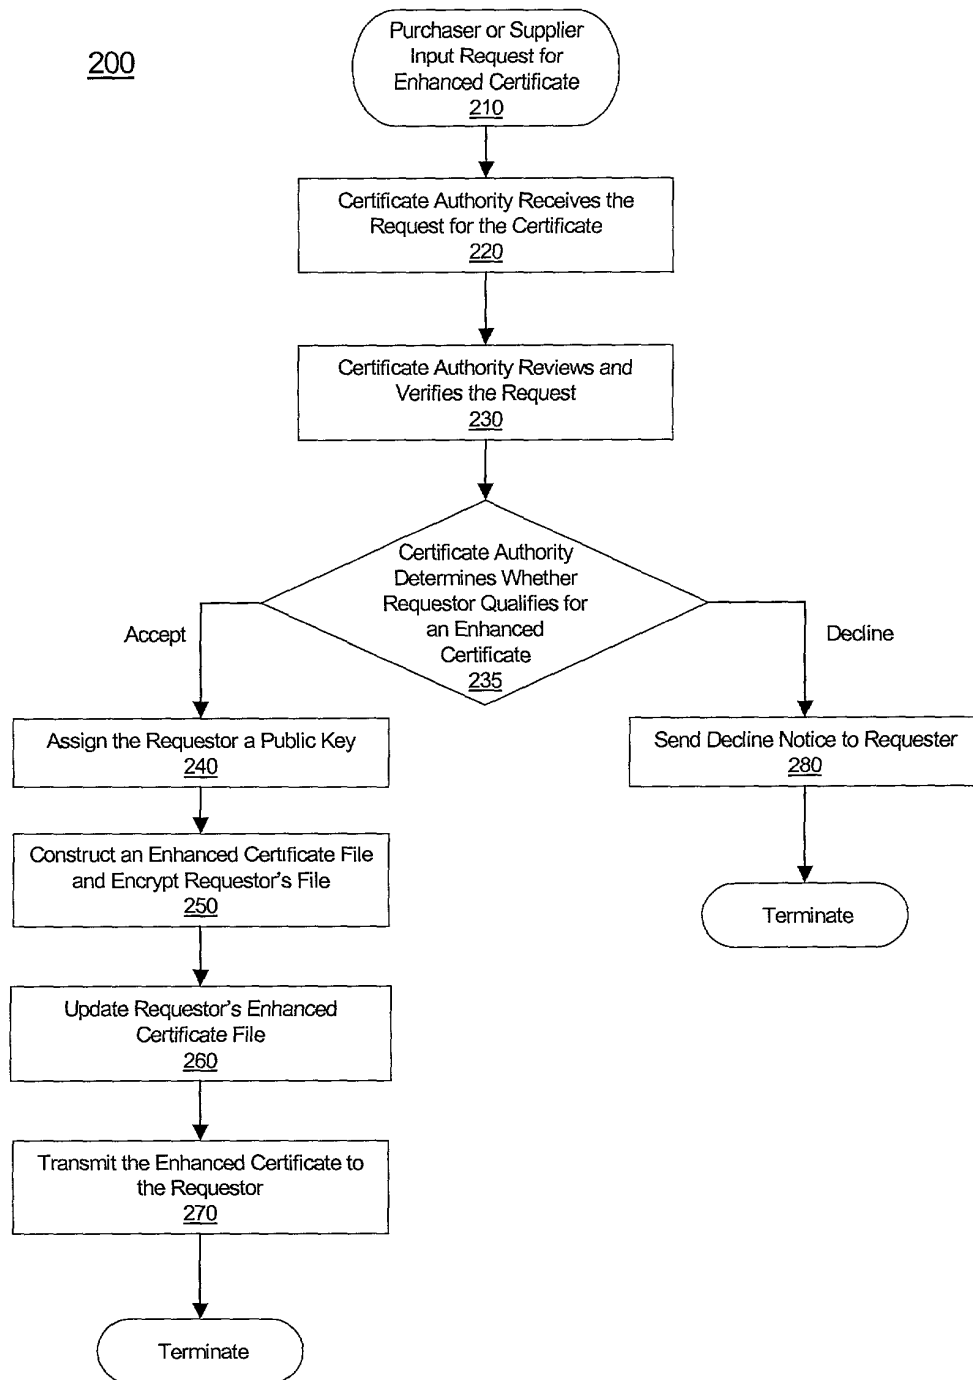 200
Purchaser or Supplier
Input Request for
Enhanced Certificate
210
Certificate Authority Receives the
Request for the Certificate
220
Certificate Authority Reviews and
Verifies the Request
230
Certificate Authority
Determines Whether
Requestor Qualifies for
an Enhanced
Certificate
235
Accept
Decline
Assign the Requestor a Public Key
240
Send Decline Notice to Requester
280
Construct an Enhanced Certificate File
and Encrypt Requestor's File
250
Terminate
Update Requestor's Enhanced
Certificate File
260
Transmit the Enhanced Certificate to
the Requestor
270
Terminate